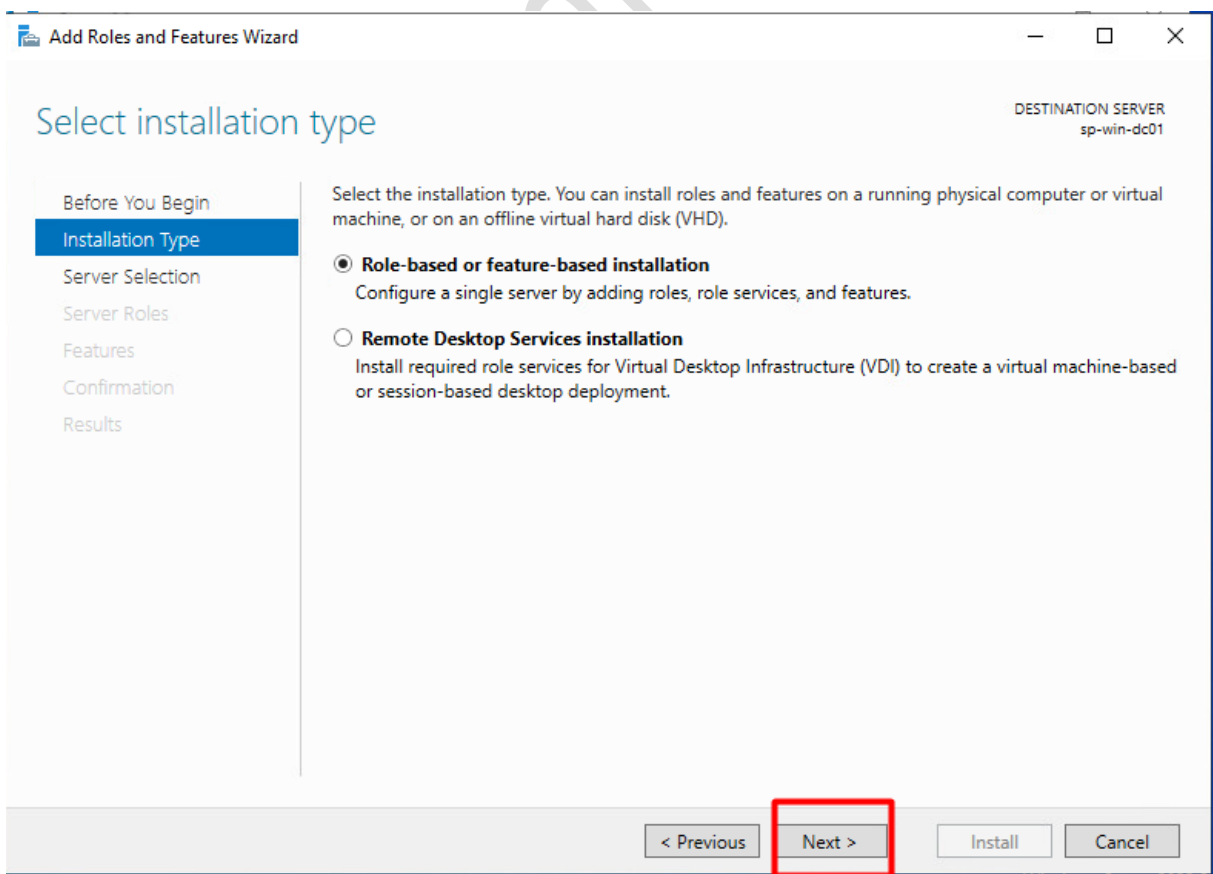 Add Roles and Features Wizard
Select installation type
DESTINATION SERVER
sp-win-dc01
Before You Begin
Installation Type
Server Selection
Server Roles
Features
Confirmation
Results
Select the installation type. You can install roles and features on a running physical computer or virtual
machine, or on an offline virtual hard disk (VHD).
Role-based or feature-based installation
Configure a single server by adding roles, role services, and features.
Remote Desktop Services installation
Install required role services for Virtual Desktop Infrastructure (VDI) to create a virtual machine-based
or session-based desktop deployment.
< Previous Next > Install Cancel